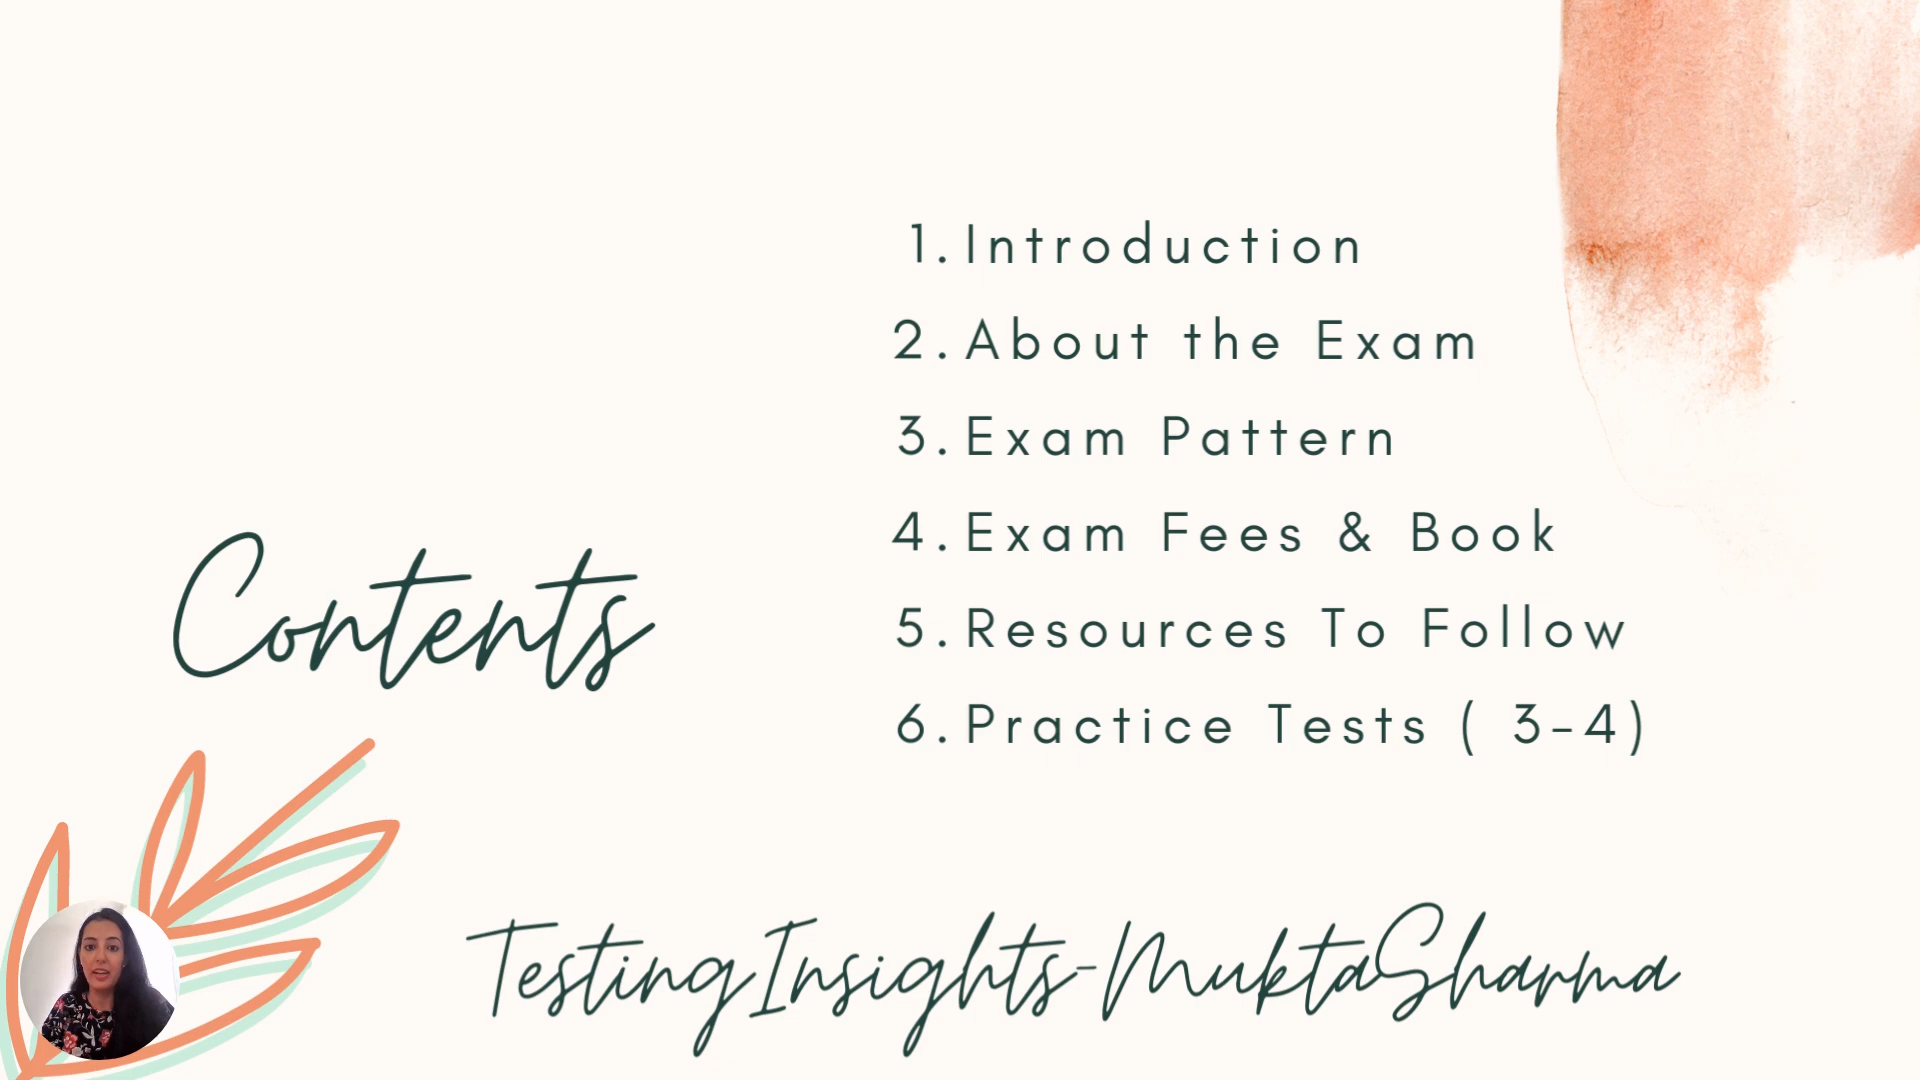 Contents
1. Introduction
2. About the Exam
3. Exam Pattern
4. Exam Fees & Book
5. Resources To Follow
6. Practice Tests ( 3-4)
TestingInsights-MuktaSharma